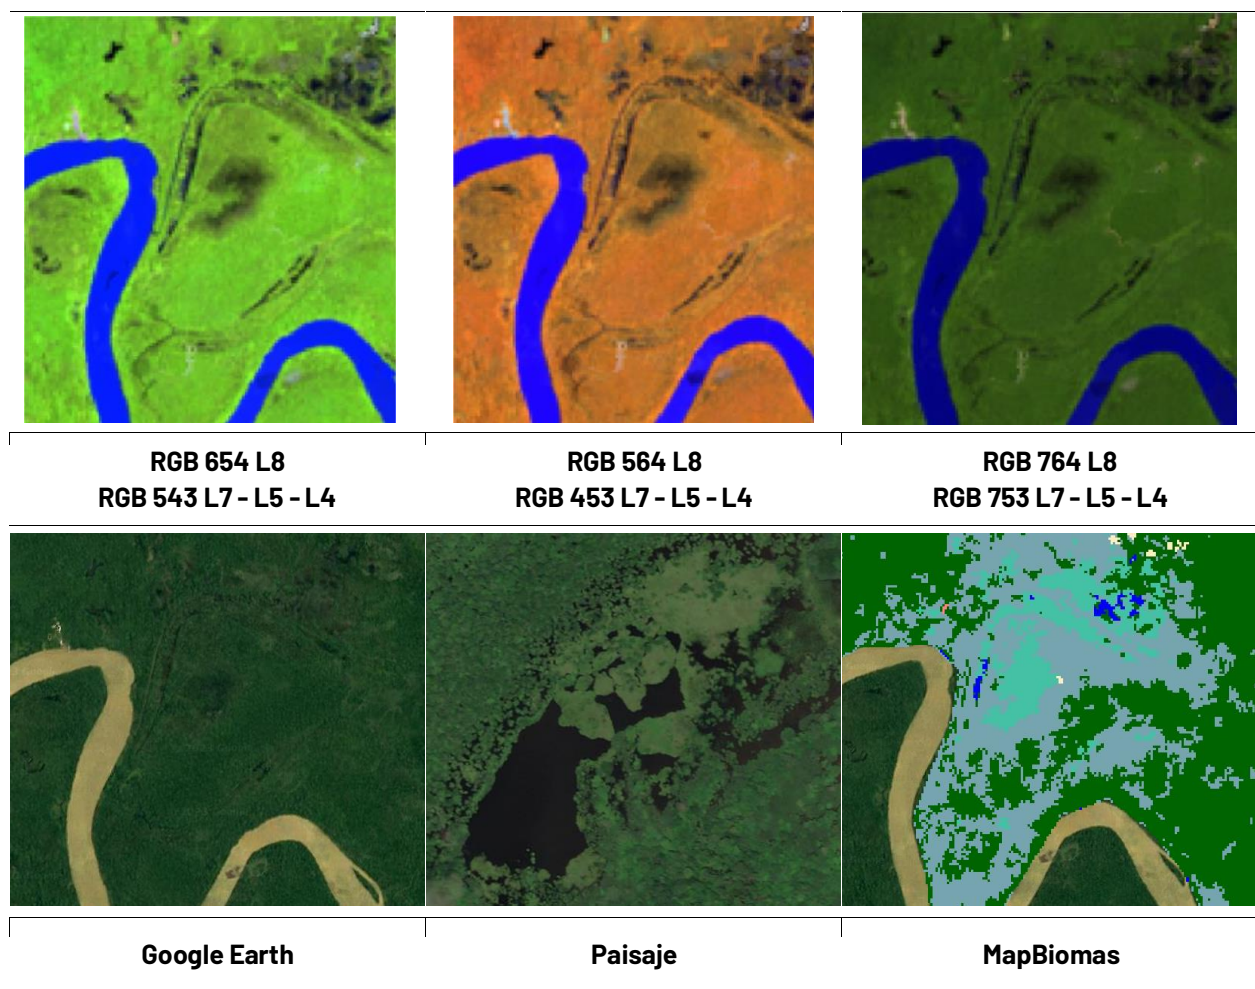 RGB 654 L8
RGB 543 L7 - L5 - L4
RGB 564 L8
RGB 453 L7 - L5 - L4
RGB 764 L8
RGB 753 L7 - L5 - L4
Google Earth
Paisaje
MapBiomas